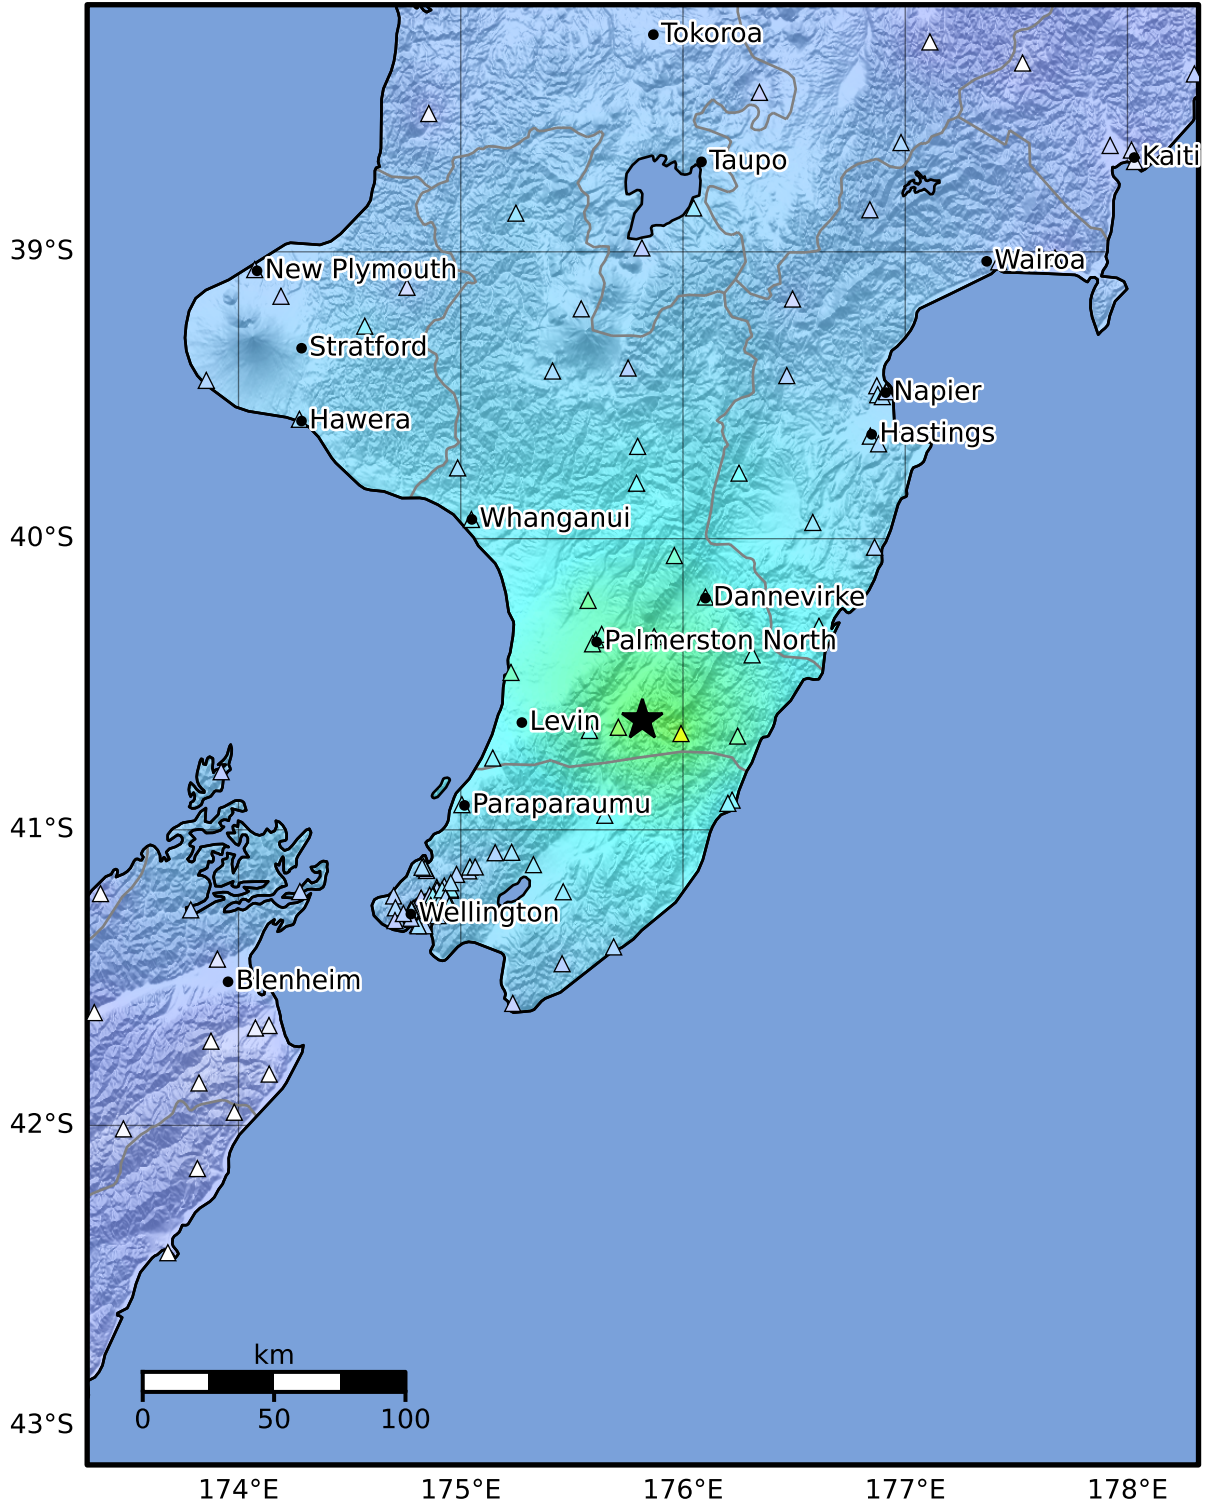 Tokoroa
Taupo
Kaiti
39°S
Wairoa
New Plymouth
Stratford
Napier
Hawera
Hastings
Whanganui
40°S
Dannevirke
Palmerston North
Levin
Paraparaumu
41°S
Wellington
Blenheim
42°S
km
0 50 100
43°S
174°E 175°E 176°E 177°E 178°E